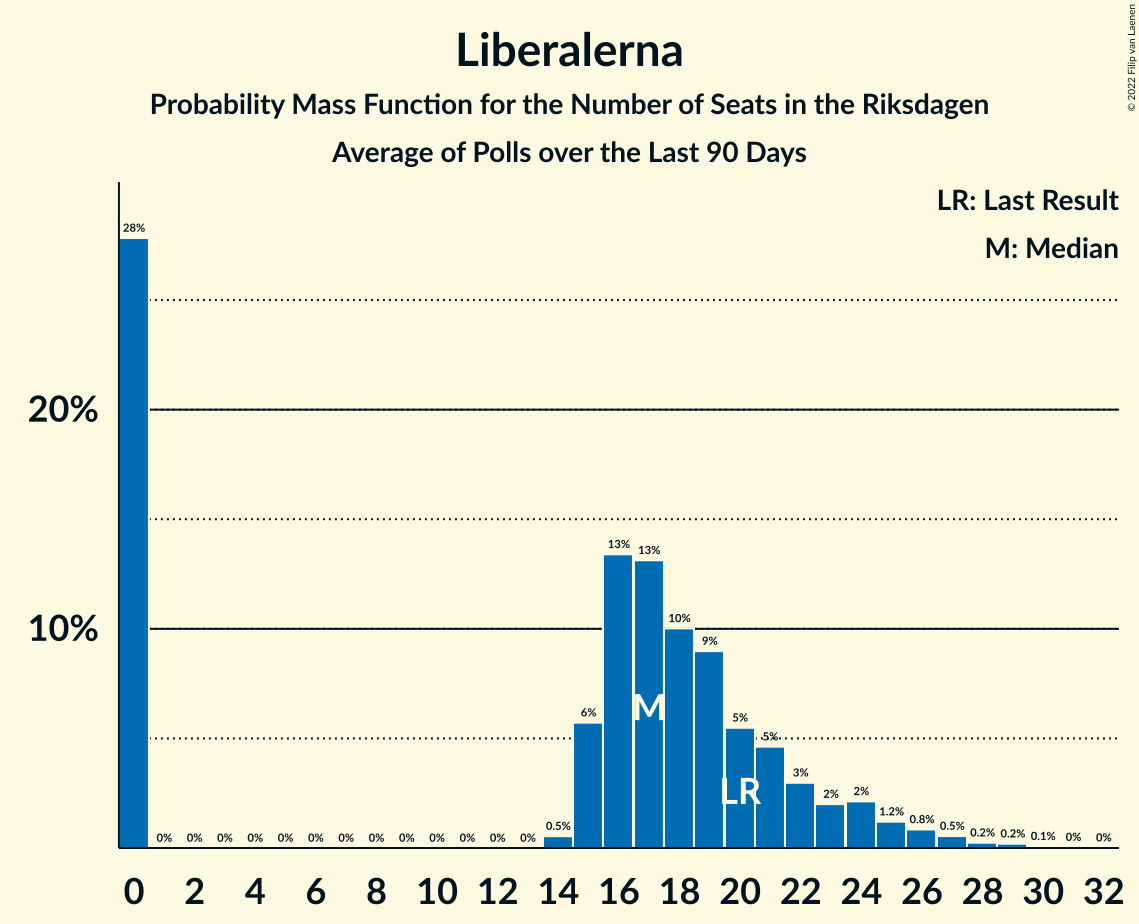 Liberalerna
Probability Mass Function for the Number of Seats in the Riksdagen
Average of Polls over the Last 90 Days
© 2022 Filip van Laenen
LR: Last Result
M: Median
20%
10%
28%
0% 0% 0% 0% 0% 0% 0% 0% 0% 0% 0% 0% 0% 0.5% 6% 13% 13% 10% 9% 5% 5% 3% 2% 2% 1.2% 0.8% 0.5% 0.2% 0.2% 0.1% 0% 0%
M
LR
0 2 4 6 8 10 12 14 16 18 20 22 24 26 28 30 32